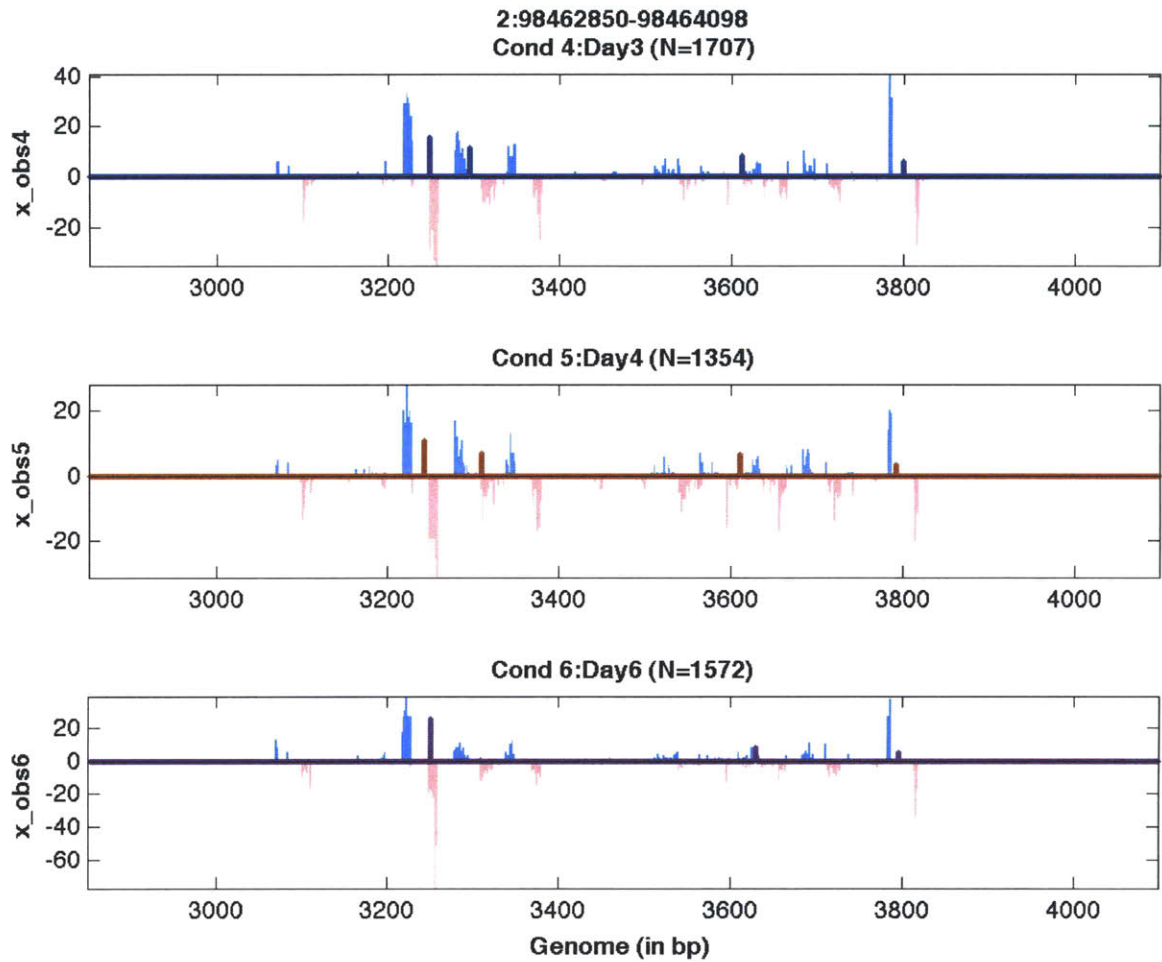 2:98462850-98464098
Cond 4:Day3 (N=1707)
40
20
0
-20
x_obs4
3000 3200 3400 3600 3800 4000
Cond 5:Day4 (N=1354)
20
0
-20
x_obs5
3000 3200 3400 3600 3800 4000
Cond 6:Day6 (N=1572)
20
0
-20
-40
-60
x_obs6
3000 3200 3400 3600 3800 4000
Genome (in bp)